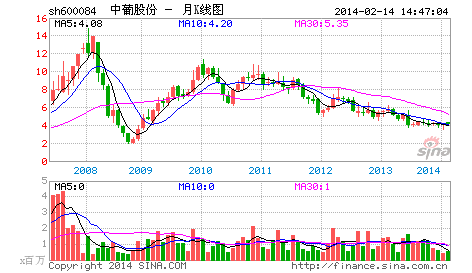 sh600084 中葡股份 - 月K线图 2014-02-14 14:47:04
MA5:4.08 MA10:4.20 MA30:5.35
16
14
12
10
8
6
4
2
0
sina
2008 2009 2010 2011 2012 2013 2014
5 MA5:0 MA10:0 MA30:1
4
3
2
1
x百万
Copyright 2014 SINA.COM http://finance.sina.com.cn